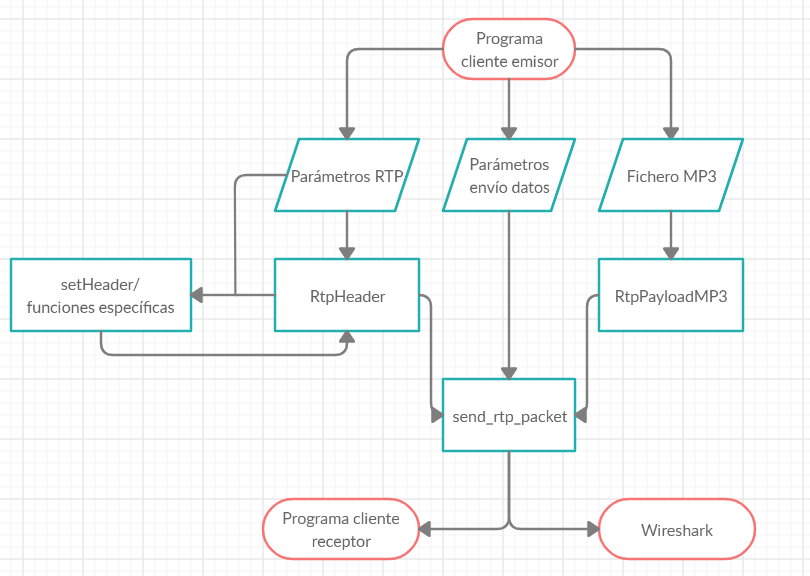 Programa
cliente emisor
Parámetros RTP
Parámetros
envío datos
Fichero MP3
setHeader/
funciones específicas
RtpHeader
RtpPayloadMP3
send_rtp_packet
Programa cliente
receptor
Wireshark